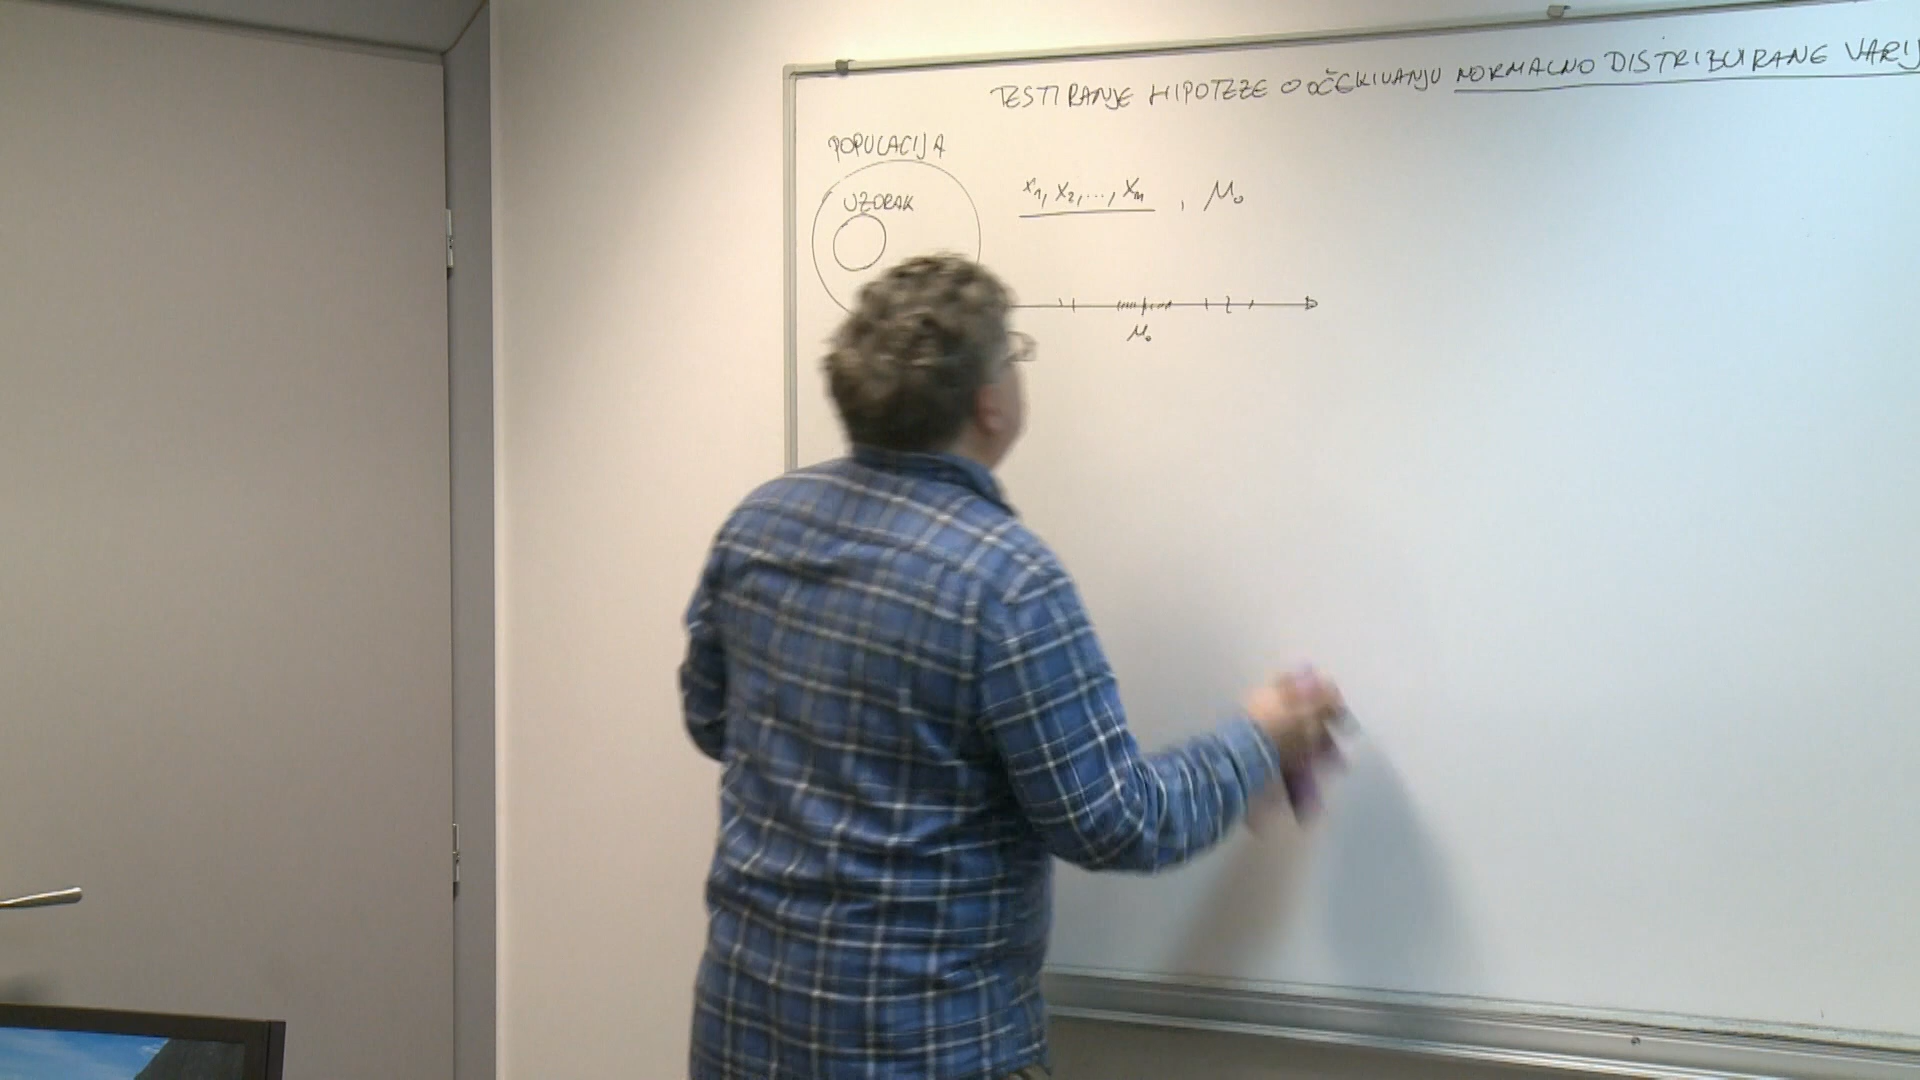 TESTIRANJE HIPOTEZE O OČEKIVANJU NORMALNO DISTRIBUIRANE VARIJ
POPULACIJA
UZORAK
x₁, x₂, ..., xₙ , μ₀
μ₀